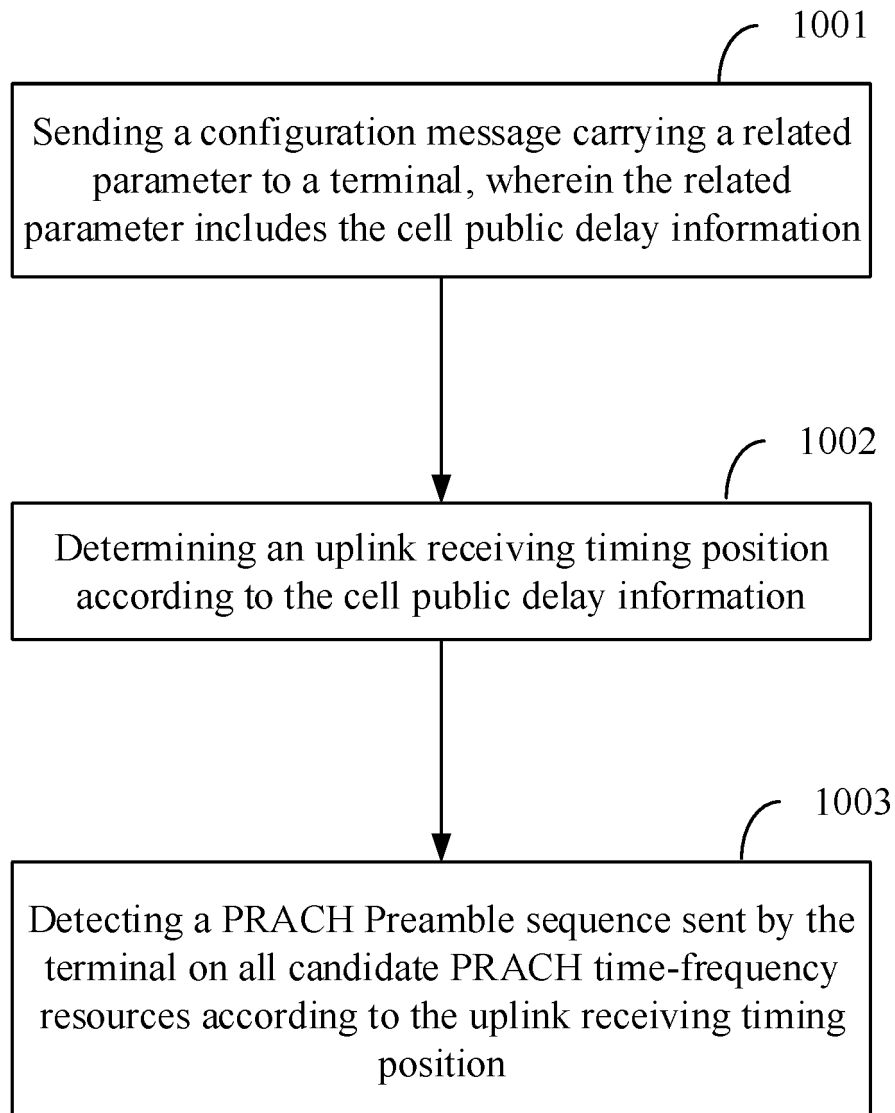 1001
Sending a configuration message carrying a related
parameter to a terminal, wherein the related
parameter includes the cell public delay information
1002
Determining an uplink receiving timing position
according to the cell public delay information
1003
Detecting a PRACH Preamble sequence sent by the
terminal on all candidate PRACH time-frequency
resources according to the uplink receiving timing
position